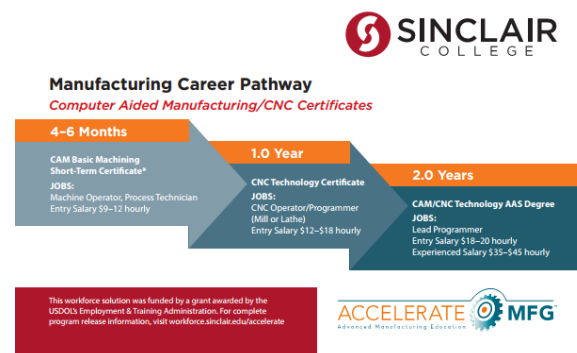 SINCLAIR
COLLEGE
Manufacturing Career Pathway
Computer Aided Manufacturing/CNC Certificates
4–6 Months
CAM Basic Machining
Short-Term Certificate*
JOBS:
Machine Operator, Process Technician
Entry Salary $9–12 hourly
1.0 Year
CNC Technology Certificate
JOBS:
CNC Operator/Programmer
(Mill or Lathe)
Entry Salary $12–$18 hourly
2.0 Years
CAM/CNC Technology AAS Degree
JOBS:
Lead Programmer
Entry Salary $18–20 hourly
Experienced Salary $35–$45 hourly
This workforce solution was funded by a grant awarded by the
USDOL's Employment & Training Administration. For complete
program release information, visit workforce.sinclair.edu/accelerate
ACCELERATE MFG™
Advanced Manufacturing Education